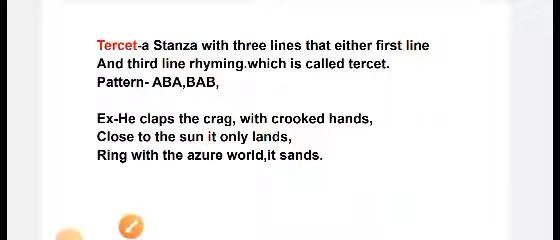 Tercet-a Stanza with three lines that either first line
And third line rhyming.which is called tercet.
Pattern- ABA,BAB,
Ex-He claps the crag, with crooked hands,
Close to the sun it only lands,
Ring with the azure world,it sands.